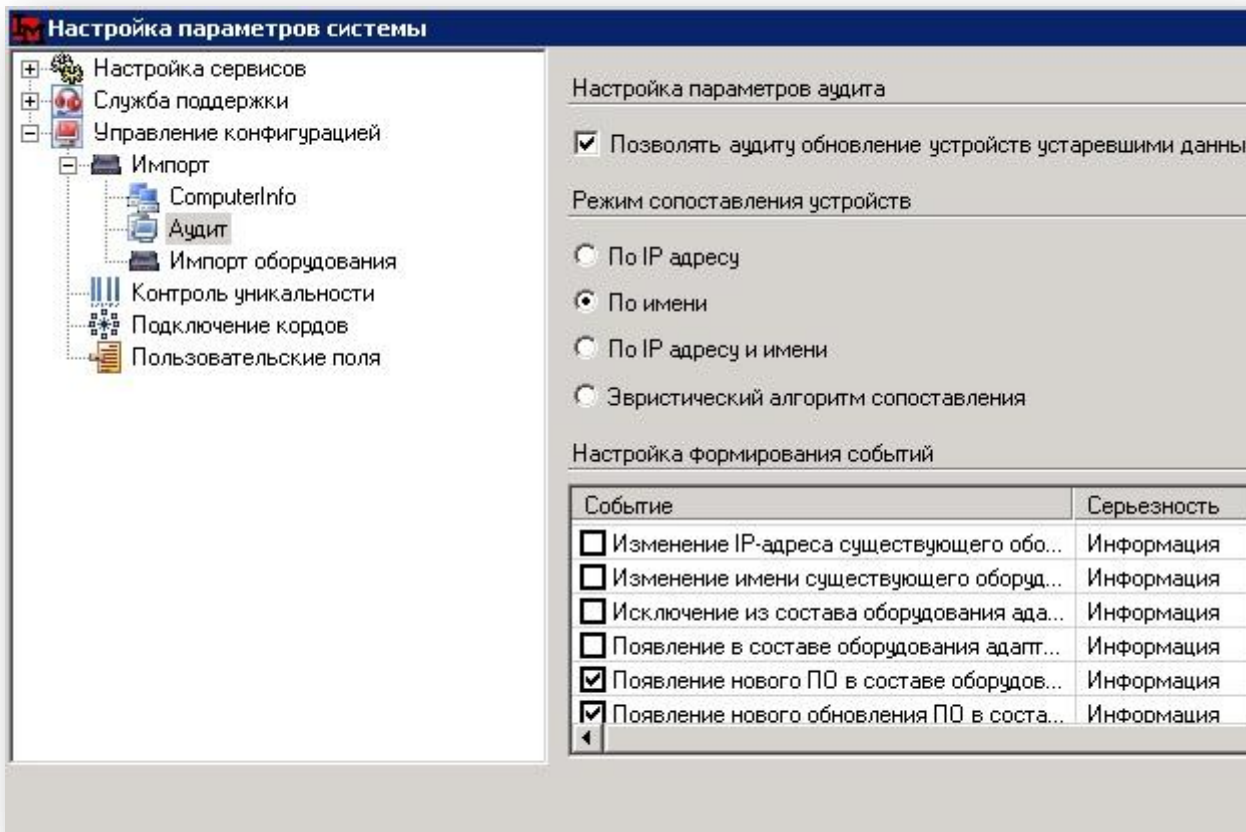 Настройка параметров системы
Настройка сервисов
Служба поддержки
Управление конфигурацией
Импорт
ComputerInfo
Аудит
Импорт оборудования
Контроль уникальности
Подключение кордов
Пользовательские поля
Настройка параметров аудита
Позволять аудиту обновление устройств устаревшими данны
Режим сопоставления устройств
По IP адресу
По имени
По IP адресу и имени
Эвристический алгоритм сопоставления
Настройка формирования событий
Событие Серьезность
Изменение IP-адреса существующего обо... Информация
Изменение имени существующего оборуд... Информация
Исключение из состава оборудования ада... Информация
Появление в составе оборудования адапт... Информация
Появление нового ПО в составе оборудов... Информация
Появление нового обновления ПО в соста... Информация